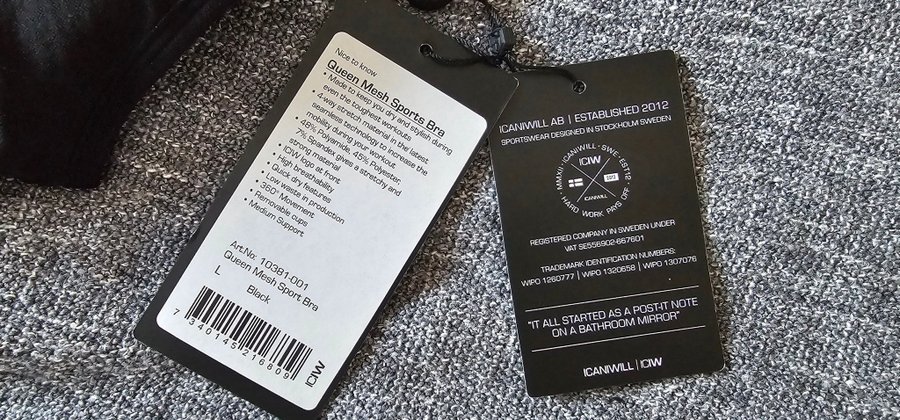 Nice to know
Queen Mesh Sports Bra
• Made to keep you dry and stylish during
even the toughest workouts
• 4-way stretch material in the latest
seamless technology to increase the
mobility during your workout
• 48% Polyamide 45% Polyester,
7% Spandex gives a stretchy and
strong material
• ICIW logo at front
• High breathability
• Quick dry features
• Low waste in production
• 360° Movement
• Removable cups
• Medium Support
Art.No: 10381-001
Queen Mesh Sport Bra
L
Black
7 340145 216809
ICIW
ICANIWILL AB | ESTABLISHED 2012
SPORTSWEAR DESIGNED IN STOCKHOLM SWEDEN
MMXII · ICANIWILL · SWE · EST12
ICIW
2012
ICANIWILL
HARD WORK PAYS OFF
REGISTERED COMPANY IN SWEDEN UNDER
VAT SE556902-667601
TRADEMARK IDENTIFICATION NUMBERS:
WIPO 1260777 | WIPO 1320658 | WIPO 1307076
"IT ALL STARTED AS A POST-IT NOTE
ON A BATHROOM MIRROR"
ICANIWILL | ICIW